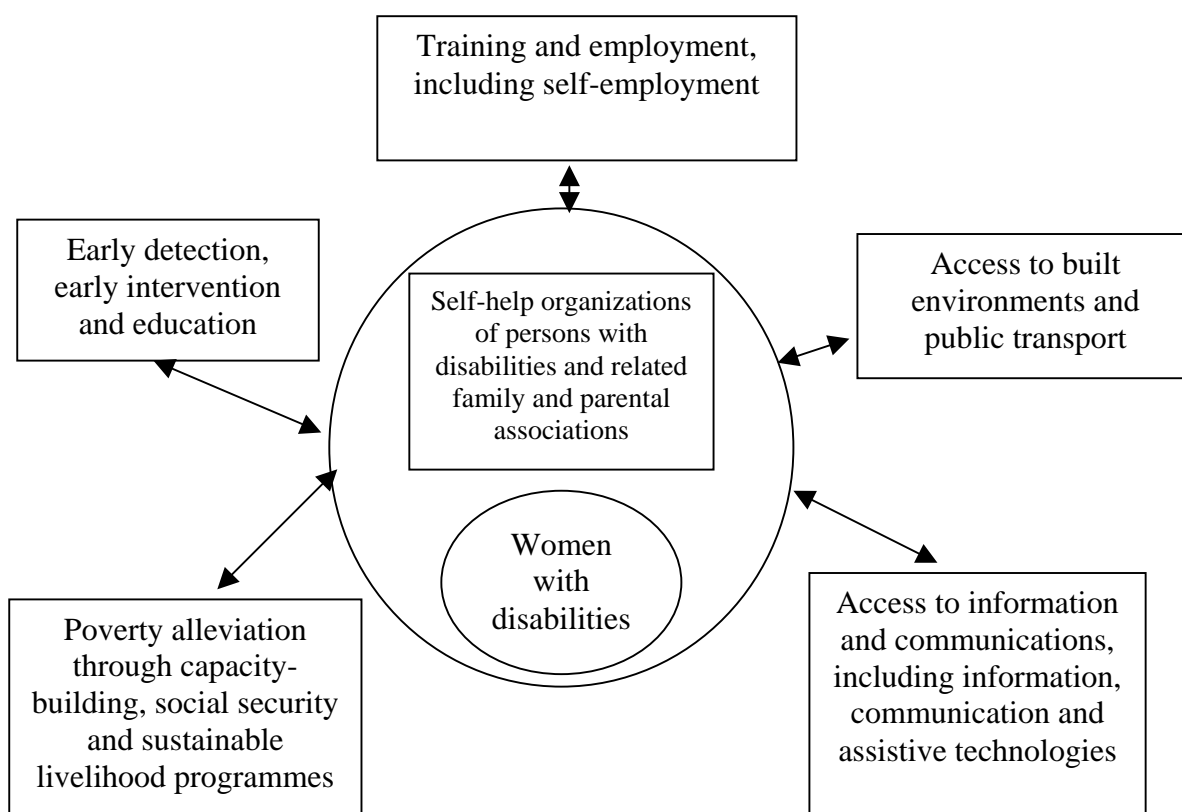 Training and employment,
including self-employment
Early detection,
early intervention
and education
Self-help organizations
of persons with
disabilities and related
family and parental
associations
Access to built
environments and
public transport
Women
with
disabilities
Poverty alleviation
through capacity-
building, social security
and sustainable
livelihood programmes
Access to information
and communications,
including information,
communication and
assistive technologies